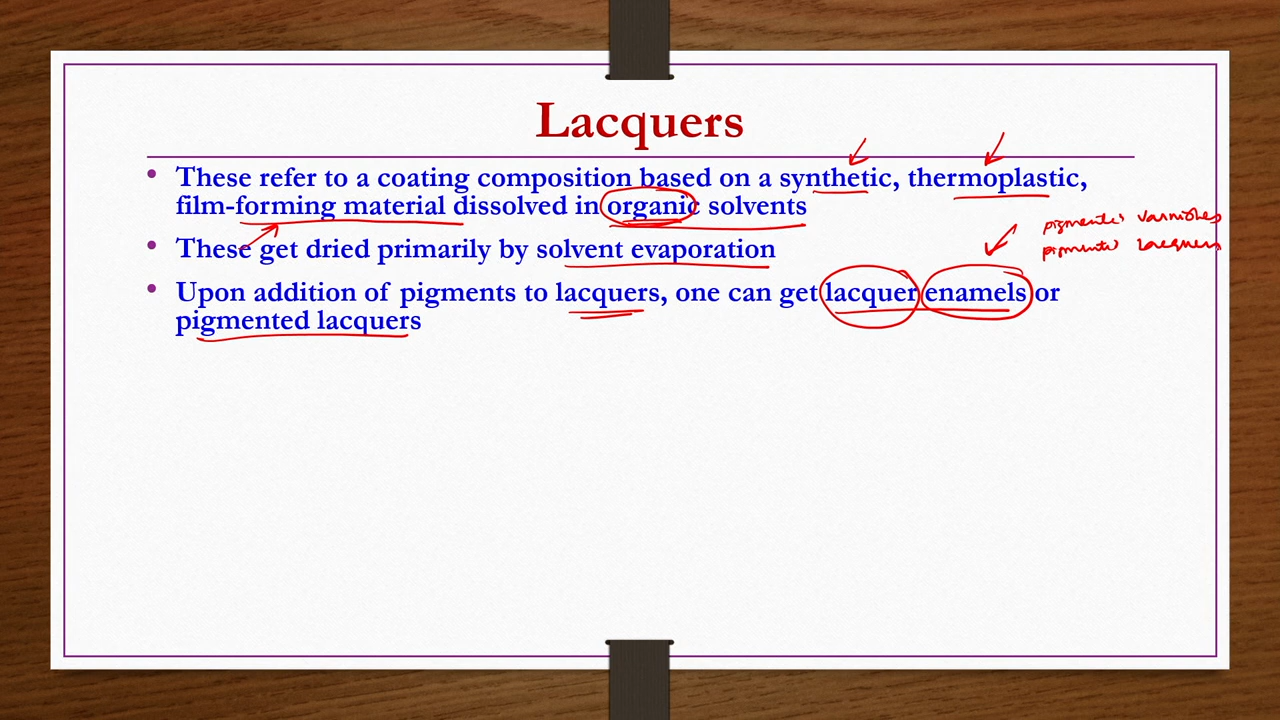 Lacquers
• These refer to a coating composition based on a synthetic, thermoplastic,
film-forming material dissolved in organic solvents
pigmented varnishes
• These get dried primarily by solvent evaporation
pigmented lacquers
• Upon addition of pigments to lacquers, one can get lacquer enamels or
pigmented lacquers